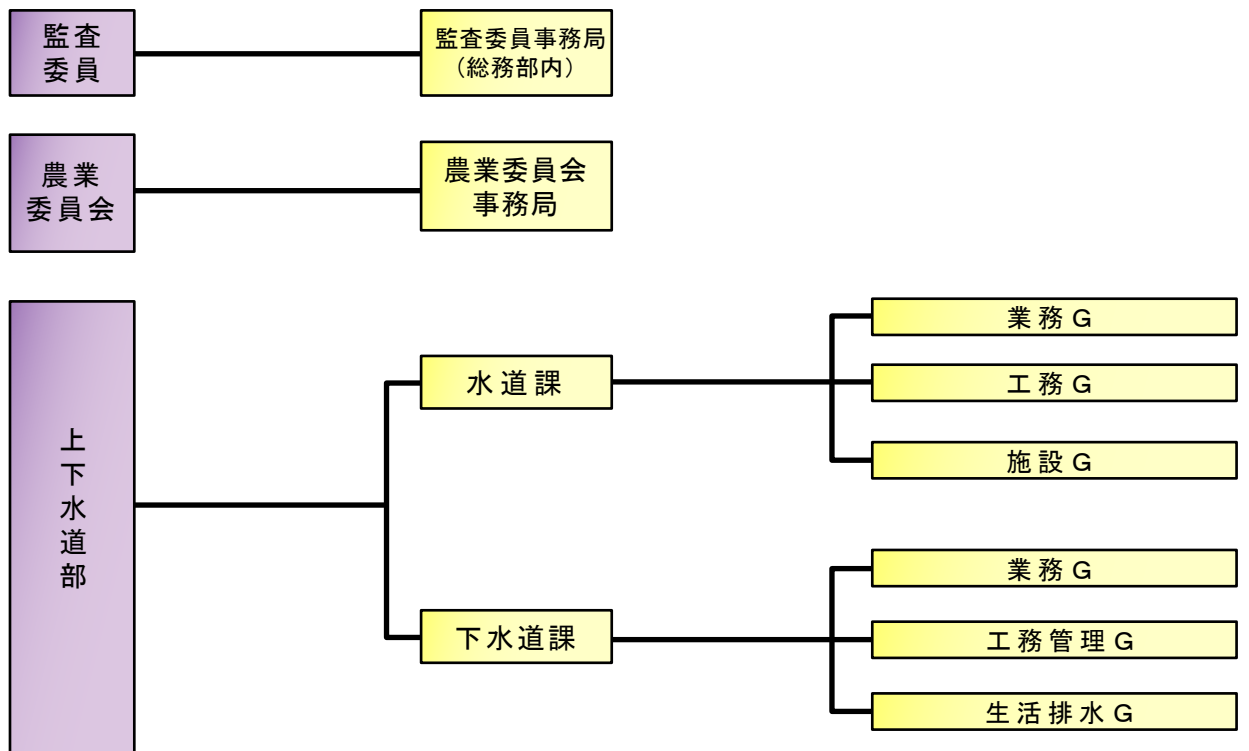 監査
委員
監査委員事務局
（総務部内）
農業
委員会
農業委員会
事務局
上下水道部
水道課
業務Ｇ
工務Ｇ
施設Ｇ
下水道課
業務Ｇ
工務管理Ｇ
生活排水Ｇ